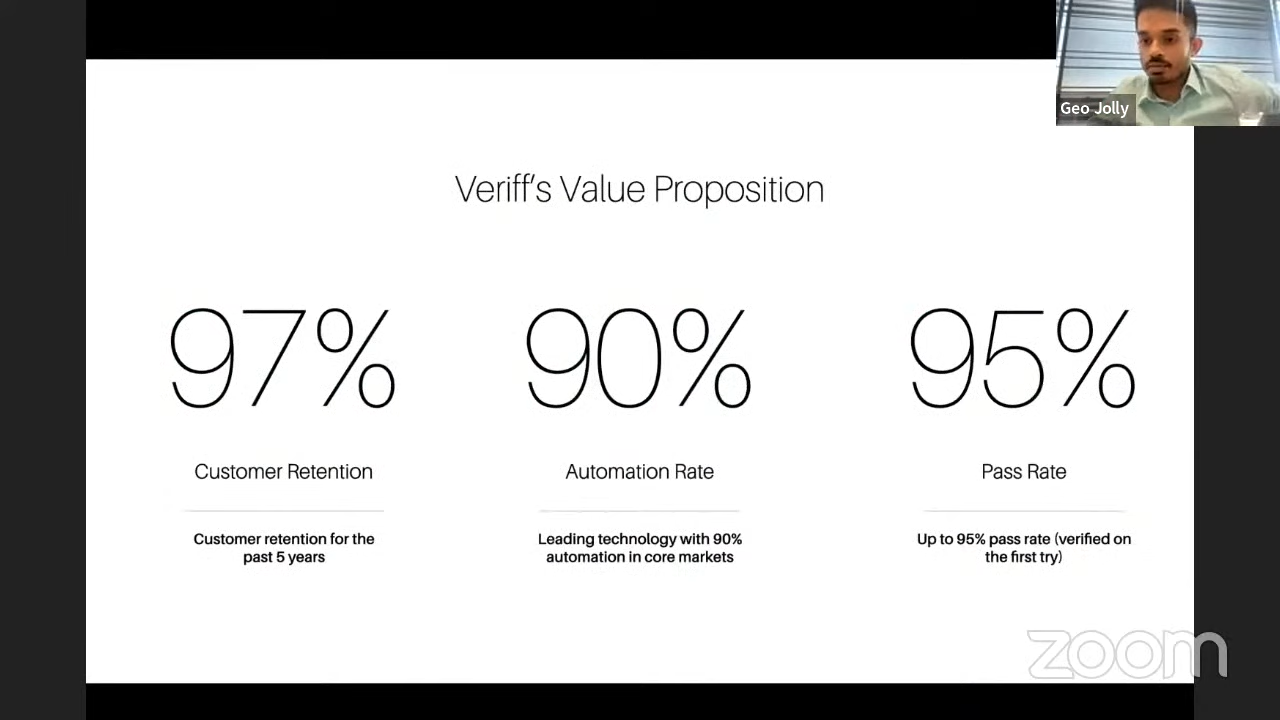 Geo Jolly
Veriff's Value Proposition
97%
90%
95%
Customer Retention
Automation Rate
Pass Rate
Customer retention for the
past 5 years
Leading technology with 90%
automation in core markets
Up to 95% pass rate (verified on
the first try)
zoom